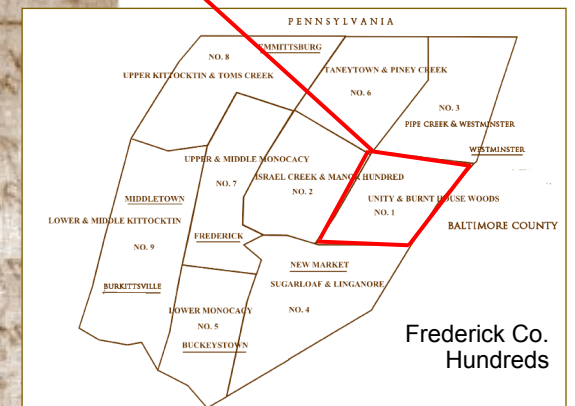 PENNSYLVANIA
NO. 8
EMMITTSBURG
UPPER KITTOCKTIN & TOMS CREEK
TANEYTOWN & PINEY CREEK
NO. 6
NO. 3
PIPE CREEK & WESTMINSTER
WESTMINSTER
UPPER & MIDDLE MONOCACY
NO. 7
ISRAEL CREEK & MANOR HUNDRED
NO. 2
UNITY & BURNT HOUSE WOODS
NO. 1
BALTIMORE COUNTY
MIDDLETOWN
LOWER & MIDDLE KITTOCKTIN
NO. 9
FREDERICK
BURKITTSVILLE
NEW MARKET
SUGARLOAF & LINGANORE
NO. 4
LOWER MONOCACY
NO. 5
BUCKEYSTOWN
Frederick Co.
Hundreds